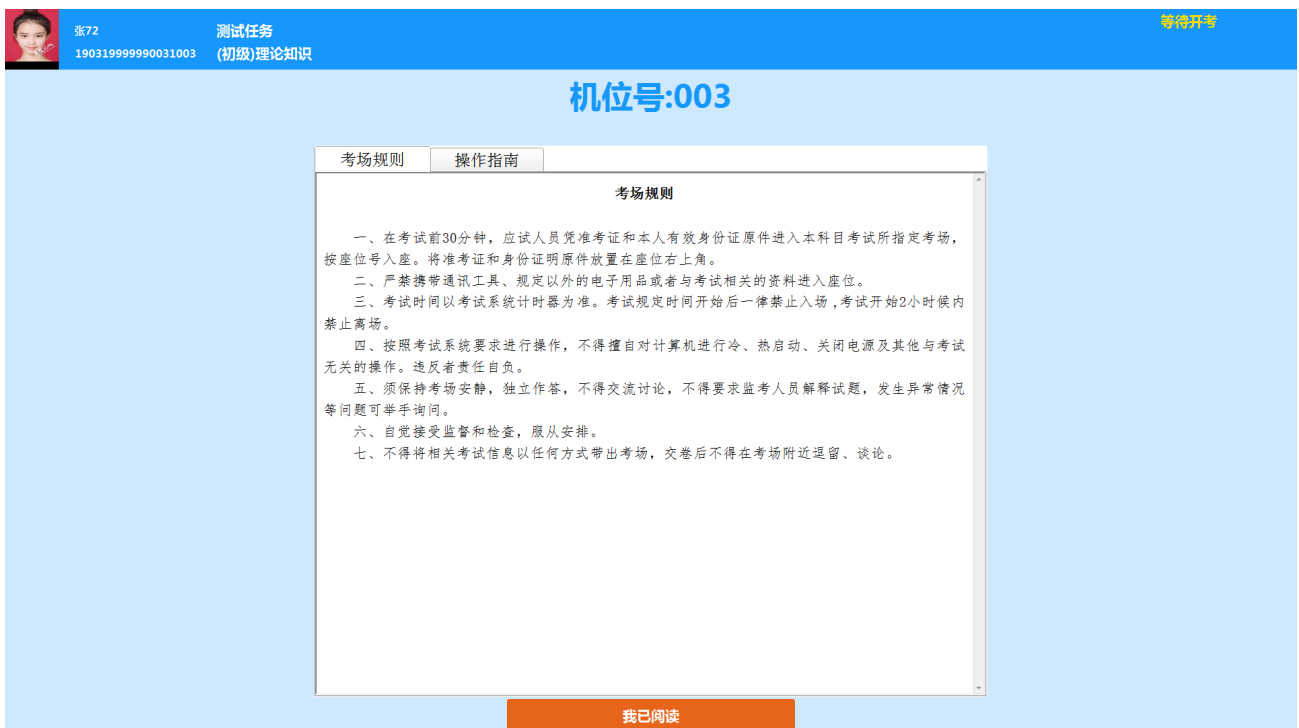 张72
测试任务
等待开考
190319999990031003
(初级)理论知识
机位号:003
考场规则
操作指南
考场规则
一、在考试前30分钟，应试人员凭准考证和本人有效身份证原件进入本科目考试所指定考场，
按座位号入座。将准考证和身份证明原件放置在座位右上角。
二、严禁携带通讯工具、规定以外的电子用品或者与考试相关的资料进入座位。
三、考试时间以考试系统计时器为准。考试规定时间开始后一律禁止入场,考试开始2小时候内
禁止离场。
四、按照考试系统要求进行操作，不得擅自对计算机进行冷、热启动、关闭电源及其他与考试
无关的操作。违反者责任自负。
五、须保持考场安静，独立作答，不得交流讨论，不得要求监考人员解释试题，发生异常情况
等问题可举手询问。
六、自觉接受监督和检查，服从安排。
七、不得将相关考试信息以任何方式带出考场，交卷后不得在考场附近逗留、谈论。
我已阅读